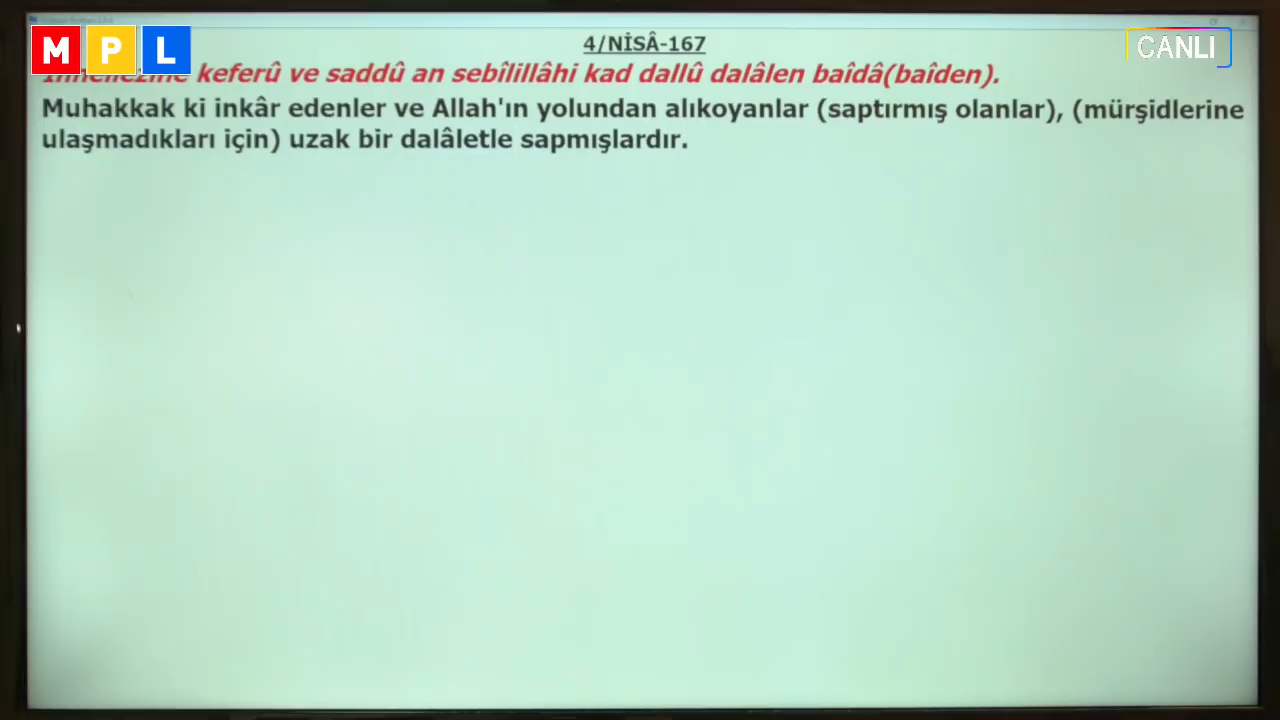 MPL
CANLI
4/NİSÂ-167
keferû ve saddû an sebîlillâhi kad dallû dalâlen baîdâ(baîden).
Muhakkak ki inkâr edenler ve Allah'ın yolundan alıkoyanlar (saptırmış olanlar), (mürşidlerine
ulaşmadıkları için) uzak bir dalâletle sapmışlardır.